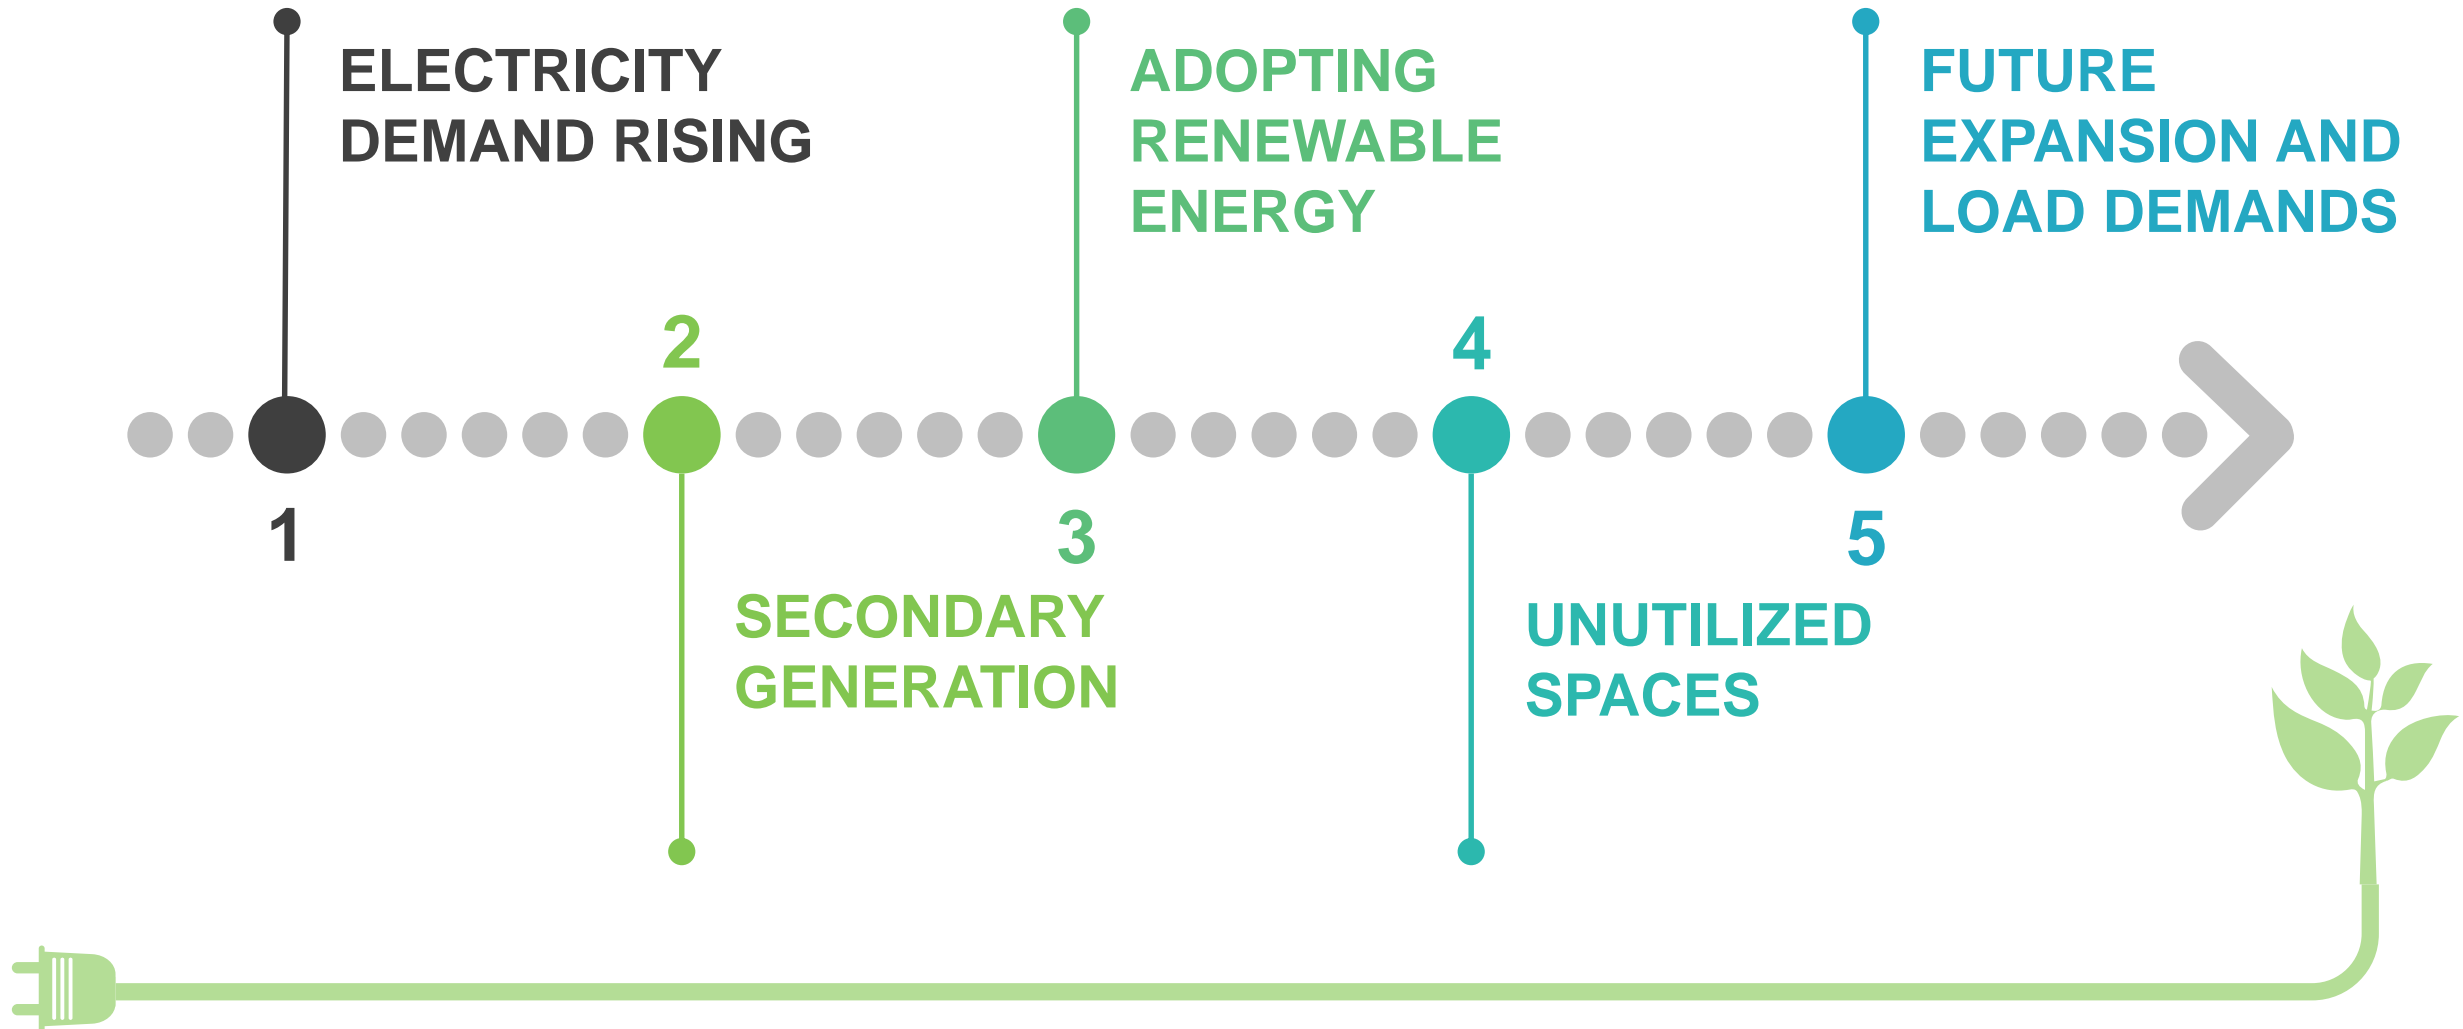 ELECTRICITY
DEMAND RISING
1
2
SECONDARY
GENERATION
ADOPTING
RENEWABLE
ENERGY
3
4
UNUTILIZED
SPACES
FUTURE
EXPANSION AND
LOAD DEMANDS
5